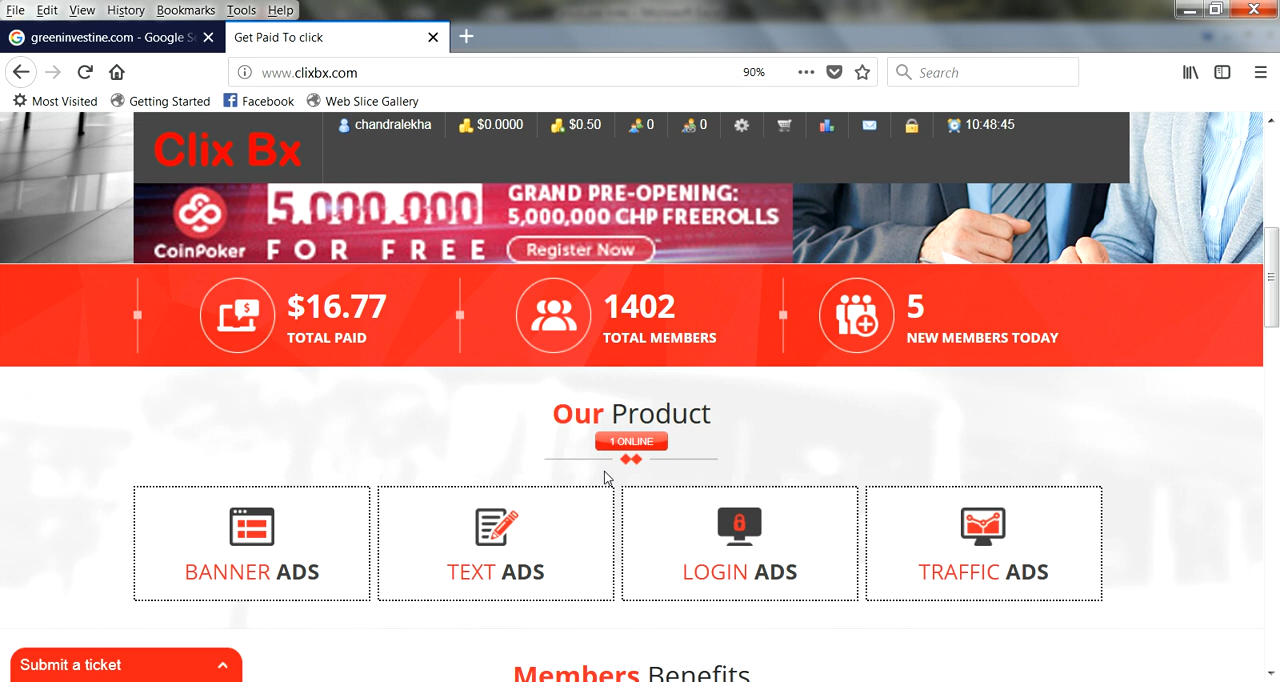 File Edit View History Bookmarks Tools Help
greeninvestine.com - Google S
Get Paid To click
www.clixbx.com
90%
Search
Most Visited
Getting Started
Facebook
Web Slice Gallery
Clix Bx
chandralekha
$0.0000
$0.50
0
0
10:48:45
CoinPoker
5,000,000
FOR FREE
GRAND PRE-OPENING:
5,000,000 CHP FREEROLLS
Register Now
$16.77
TOTAL PAID
1402
TOTAL MEMBERS
5
NEW MEMBERS TODAY
Our Product
1 ONLINE
BANNER ADS
TEXT ADS
LOGIN ADS
TRAFFIC ADS
Submit a ticket
Members Benefits